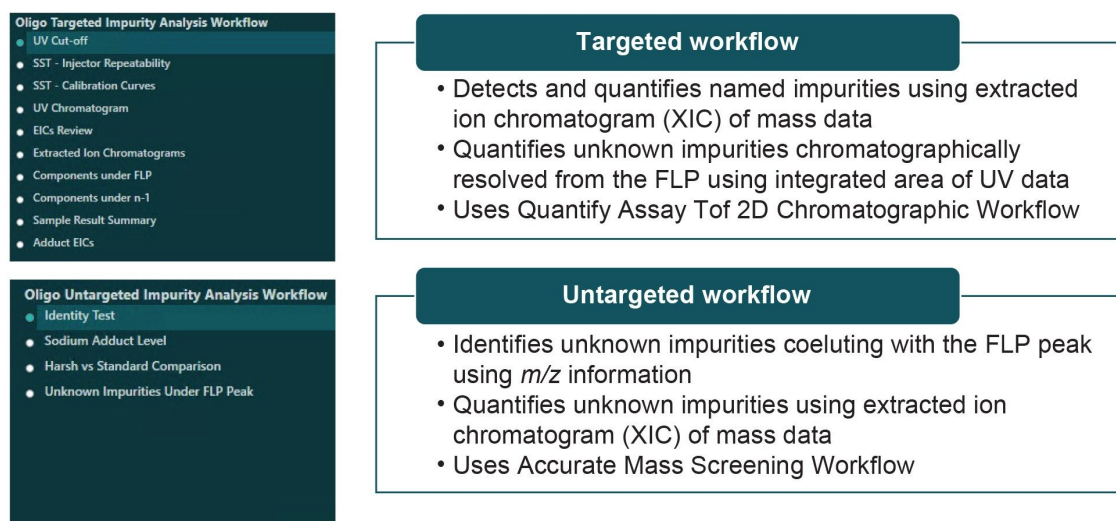 Oligo Targeted Impurity Analysis Workflow
UV Cut-off
SST - Injector Repeatability
SST - Calibration Curves
UV Chromatogram
EICs Review
Extracted Ion Chromatograms
Components under FLP
Components under n-1
Sample Result Summary
Adduct EICs
Targeted workflow
• Detects and quantifies named impurities using extracted
ion chromatogram (XIC) of mass data
• Quantifies unknown impurities chromatographically
resolved from the FLP using integrated area of UV data
• Uses Quantify Assay Tof 2D Chromatographic Workflow
Oligo Untargeted Impurity Analysis Workflow
Identity Test
Sodium Adduct Level
Harsh vs Standard Comparison
Unknown Impurities Under FLP Peak
Untargeted workflow
• Identifies unknown impurities coeluting with the FLP peak
using m/z information
• Quantifies unknown impurities using extracted ion
chromatogram (XIC) of mass data
• Uses Accurate Mass Screening Workflow